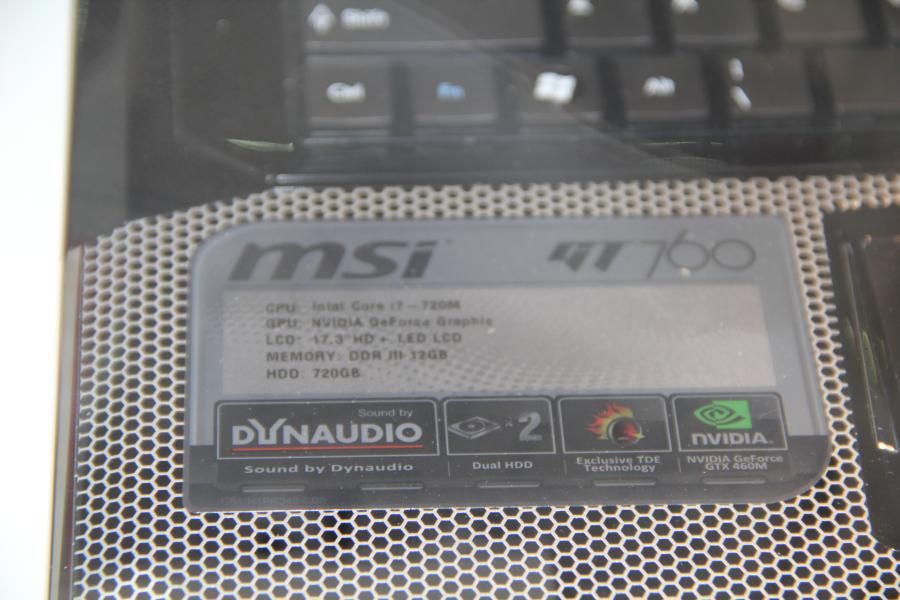 Shift
Ctrl Fn Alt
msi GT760
CPU: Intel Core i7-720M
GPU: NVIDIA GeForce Graphic
LCD: 17.3" HD+ LED LCD
MEMORY: DDR III 12GB
HDD: 720GB
Sound by
DYNAUDIO
Sound by Dynaudio
×2
Dual HDD
Exclusive TDE
Technology
NVIDIA.
NVIDIA GeForce
GTX 460M